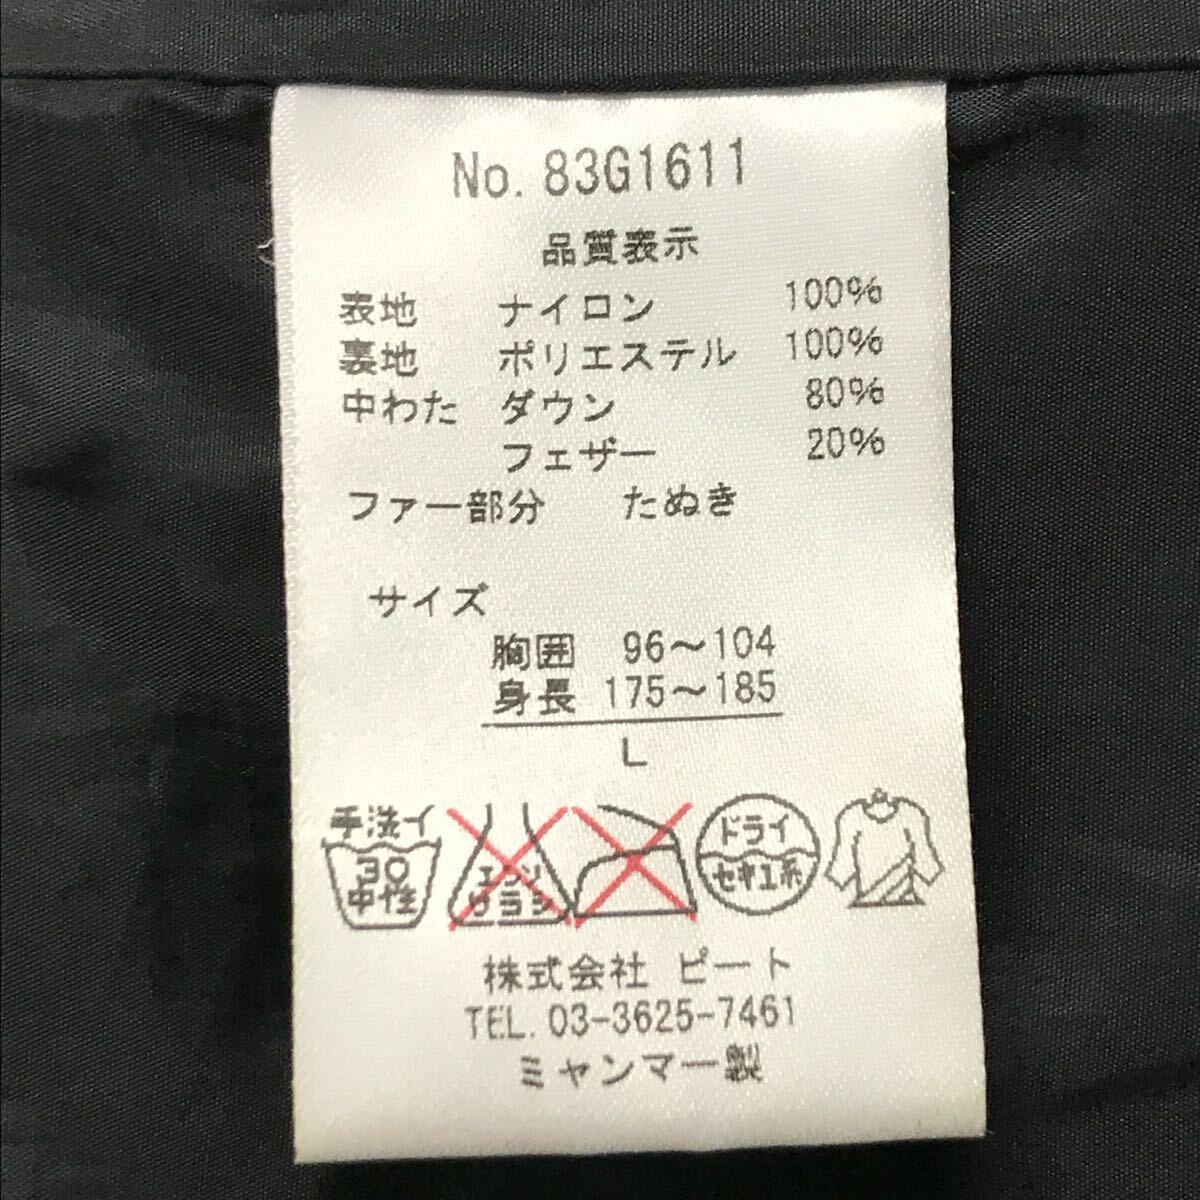 No. 83G1611
品質表示
表地 ナイロン 100%
裏地 ポリエステル 100%
中わた ダウン 80%
フェザー 20%
ファー部分 たぬき
サイズ
胸囲 96～104
身長 175～185
L
手洗イ
30
中性
エンソ
サラシ
ドライ
セキユ系
株式会社 ピート
TEL. 03-3625-7461
ミャンマー製